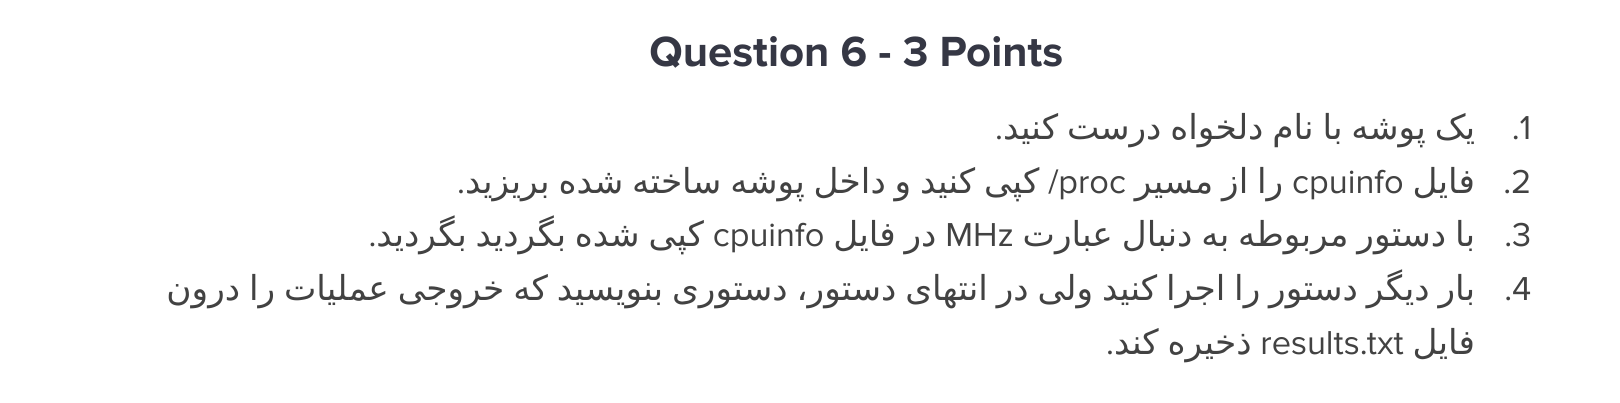 Question 6 - 3 Points
1. یک پوشه با نام دلخواه درست کنید.
2. فایل cpuinfo را از مسیر proc/ کپی کنید و داخل پوشه ساخته شده بریزید.
3. با دستور مربوطه به دنبال عبارت MHz در فایل cpuinfo کپی شده بگردید بگردید.
4. بار دیگر دستور را اجرا کنید ولی در انتهای دستور، دستوری بنویسید که خروجی عملیات را درون
فایل results.txt ذخیره کند.